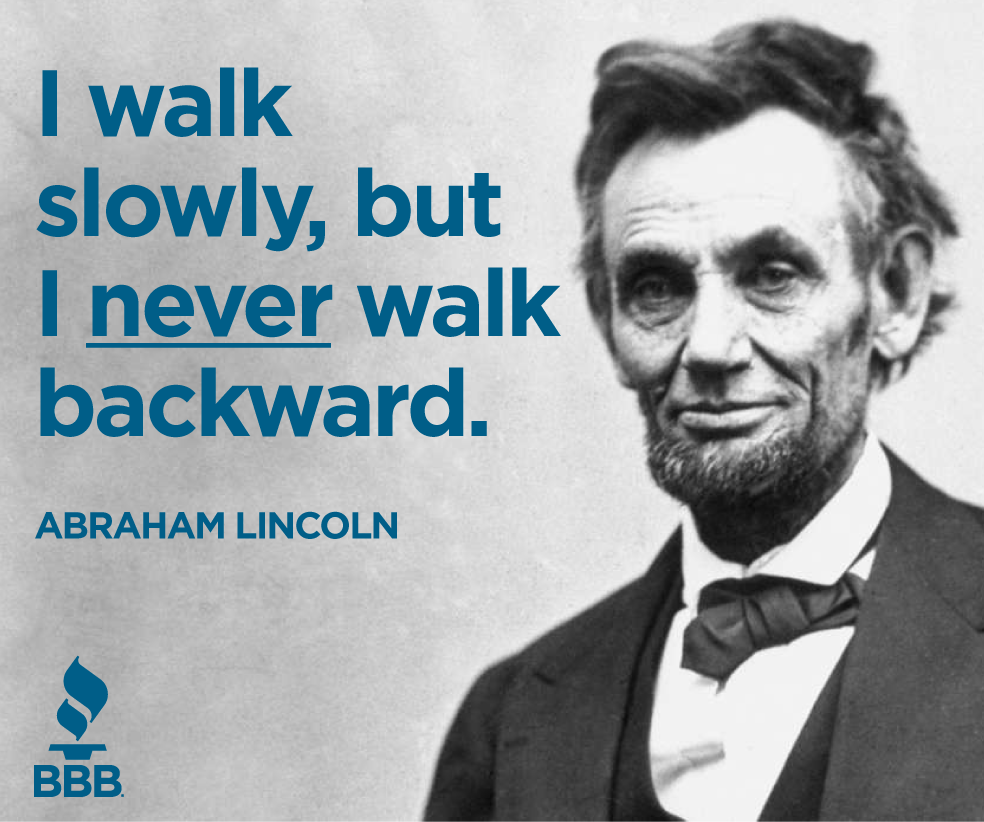 I walk
slowly, but
I never walk
backward.
ABRAHAM LINCOLN
BBB.